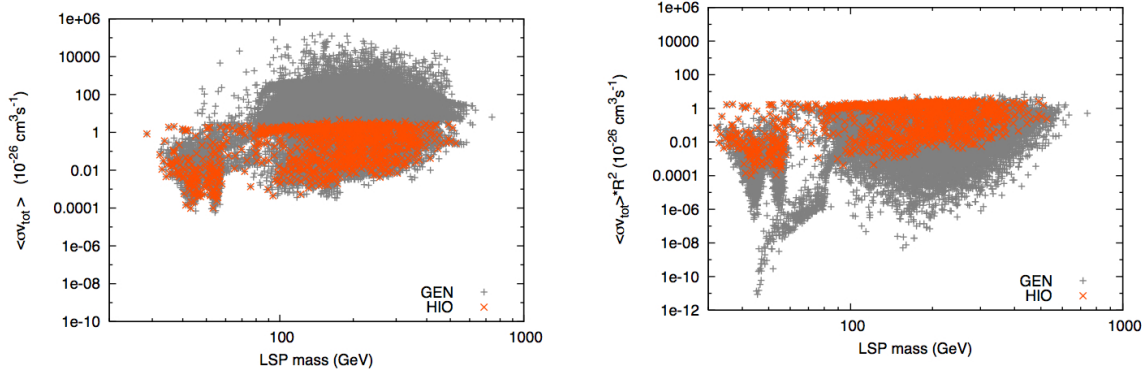 1e+06
10000
100
1
0.01
0.0001
1e-06
1e-08
1e-10
100
1000
LSP mass (GeV)
<σv_tot > (10^-26 cm^3s^-1)
GEN
HIO
1e+06
10000
100
1
0.01
0.0001
1e-06
1e-08
1e-10
1e-12
100
1000
LSP mass (GeV)
<σv_tot>*R^2 (10^-26 cm^3s^-1)
GEN
HIO